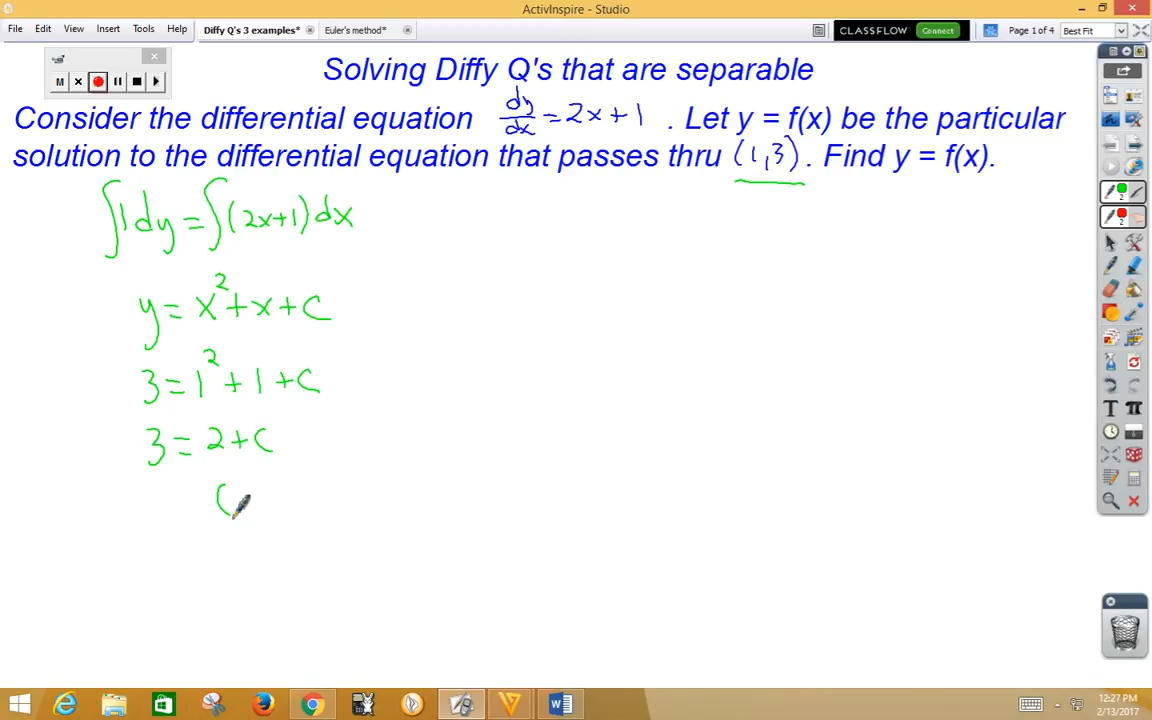 ActivInspire - Studio
File Edit View Insert Tools Help Diffy Q's 3 examples* Euler's method* CLASSFLOW Connect Page 1 of 4 Best Fit
M
Solving Diffy Q's that are separable
Consider the differential equation dy/dx = 2x + 1 . Let y = f(x) be the particular
solution to the differential equation that passes thru (1,3). Find y = f(x).
∫1 dy = ∫(2x+1) dx
y = x² + x + C
3 = 1² + 1 + C
3 = 2 + C
C
2
2
12:27 PM
2/13/2017